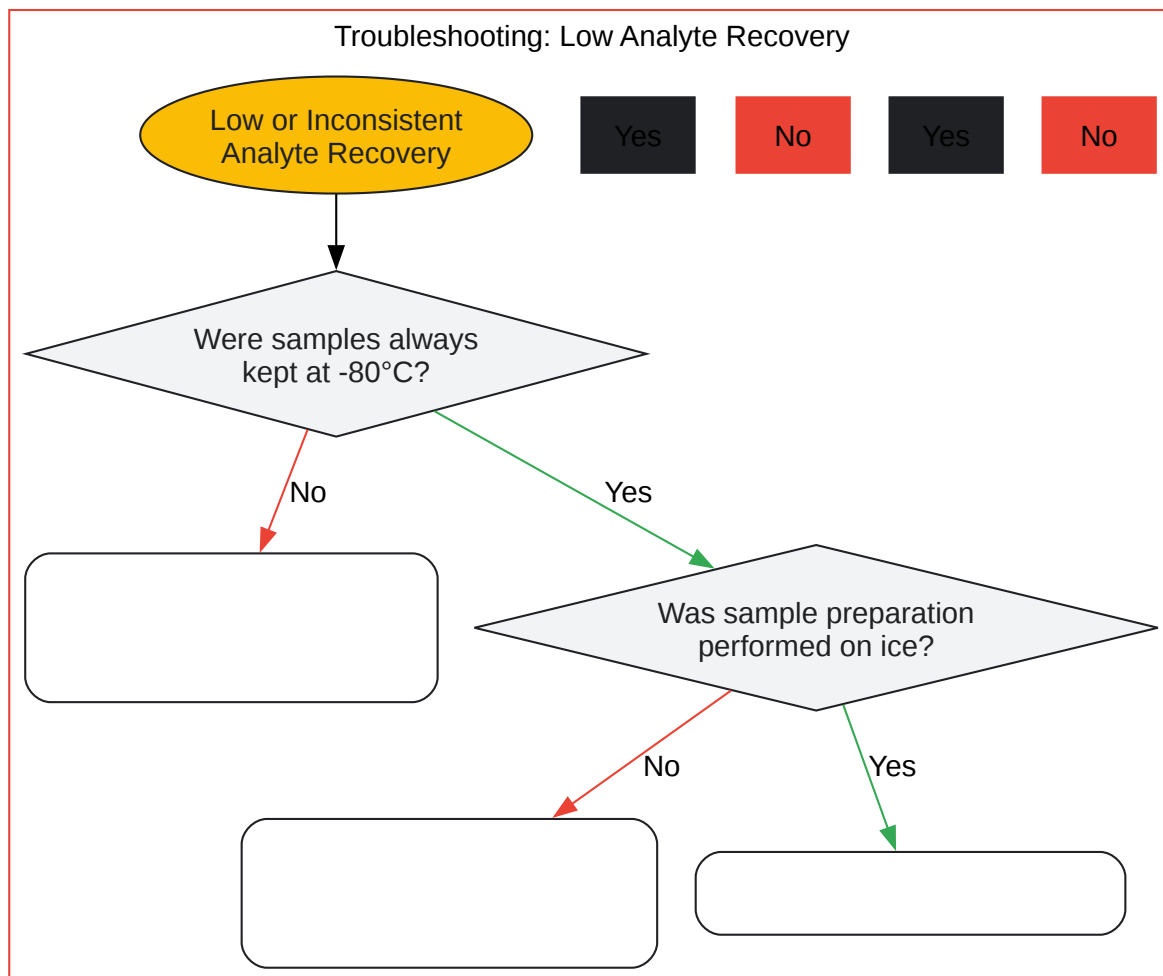 Troubleshooting: Low Analyte Recovery
Low or Inconsistent
Analyte Recovery
Yes
No
Yes
No
Were samples always
kept at -80°C?
No
Yes
Was sample preparation
performed on ice?
No
Yes